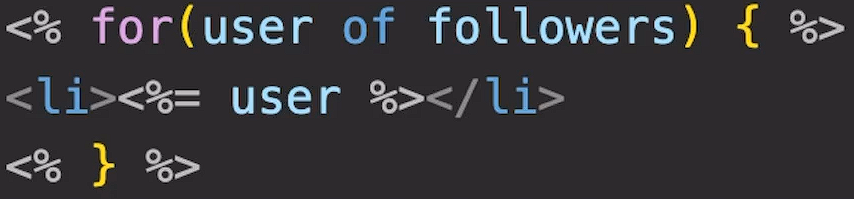 <% for(user of followers) { %>
<li><%= user %></li>
<% } %>